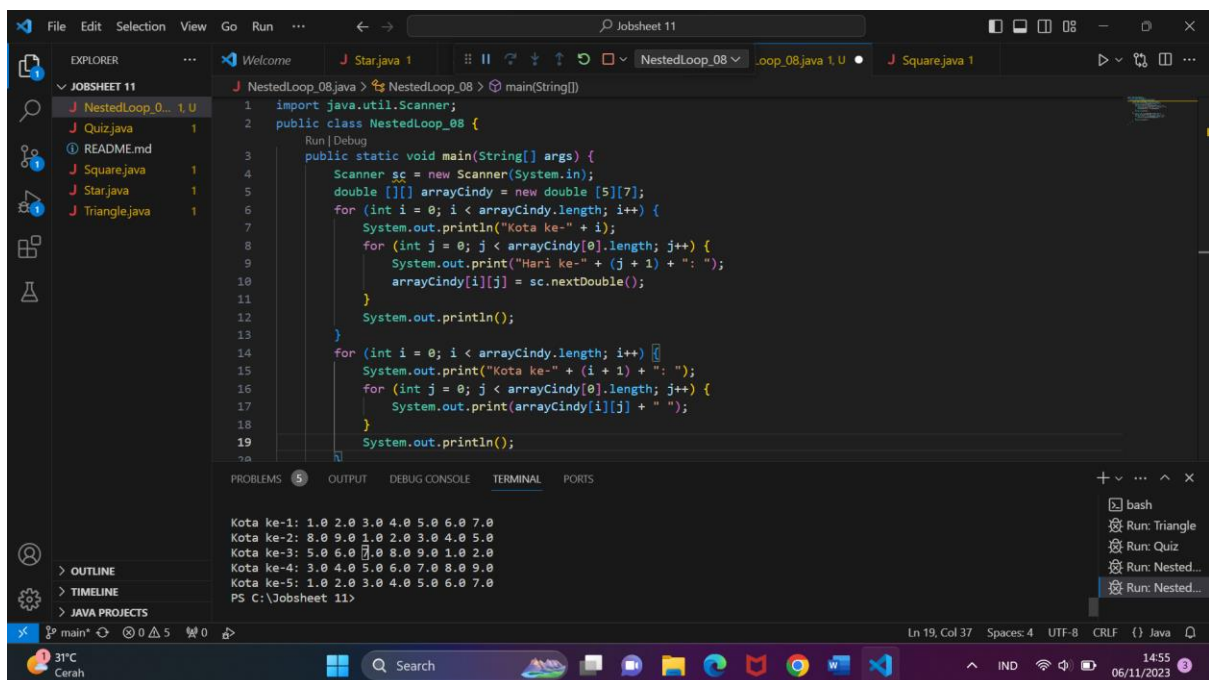 File Edit Selection View Go Run ··· Jobsheet 11
EXPLORER ···
JOBSHEET 11
J NestedLoop_0... 1, U
J Quiz.java 1
README.md
J Square.java 1
J Star.java 1
J Triangle.java 1
OUTLINE
TIMELINE
JAVA PROJECTS
Welcome J Star.java 1 NestedLoop_08 Loop_08.java 1, U J Square.java 1
J NestedLoop_08.java > NestedLoop_08 > main(String[])
1 import java.util.Scanner;
2 public class NestedLoop_08 {
Run | Debug
3 public static void main(String[] args) {
4 Scanner sc = new Scanner(System.in);
5 double [][] arrayCindy = new double [5][7];
6 for (int i = 0; i < arrayCindy.length; i++) {
7 System.out.println("Kota ke-" + i);
8 for (int j = 0; j < arrayCindy[0].length; j++) {
9 System.out.print("Hari ke-" + (j + 1) + ": ");
10 arrayCindy[i][j] = sc.nextDouble();
11 }
12 System.out.println();
13 }
14 for (int i = 0; i < arrayCindy.length; i++) {
15 System.out.print("Kota ke-" + (i + 1) + ": ");
16 for (int j = 0; j < arrayCindy[0].length; j++) {
17 System.out.print(arrayCindy[i][j] + " ");
18 }
19 System.out.println();
20 }
PROBLEMS 5 OUTPUT DEBUG CONSOLE TERMINAL PORTS
Kota ke-1: 1.0 2.0 3.0 4.0 5.0 6.0 7.0
Kota ke-2: 8.0 9.0 1.0 2.0 3.0 4.0 5.0
Kota ke-3: 5.0 6.0 7.0 8.0 9.0 1.0 2.0
Kota ke-4: 3.0 4.0 5.0 6.0 7.0 8.0 9.0
Kota ke-5: 1.0 2.0 3.0 4.0 5.0 6.0 7.0
PS C:\Jobsheet 11>
bash
Run: Triangle
Run: Quiz
Run: Nested...
Run: Nested...
main* 0 5 0 Ln 19, Col 37 Spaces: 4 UTF-8 CRLF {} Java
1 31°C
Cerah
Search
IND
14:55
06/11/2023
3